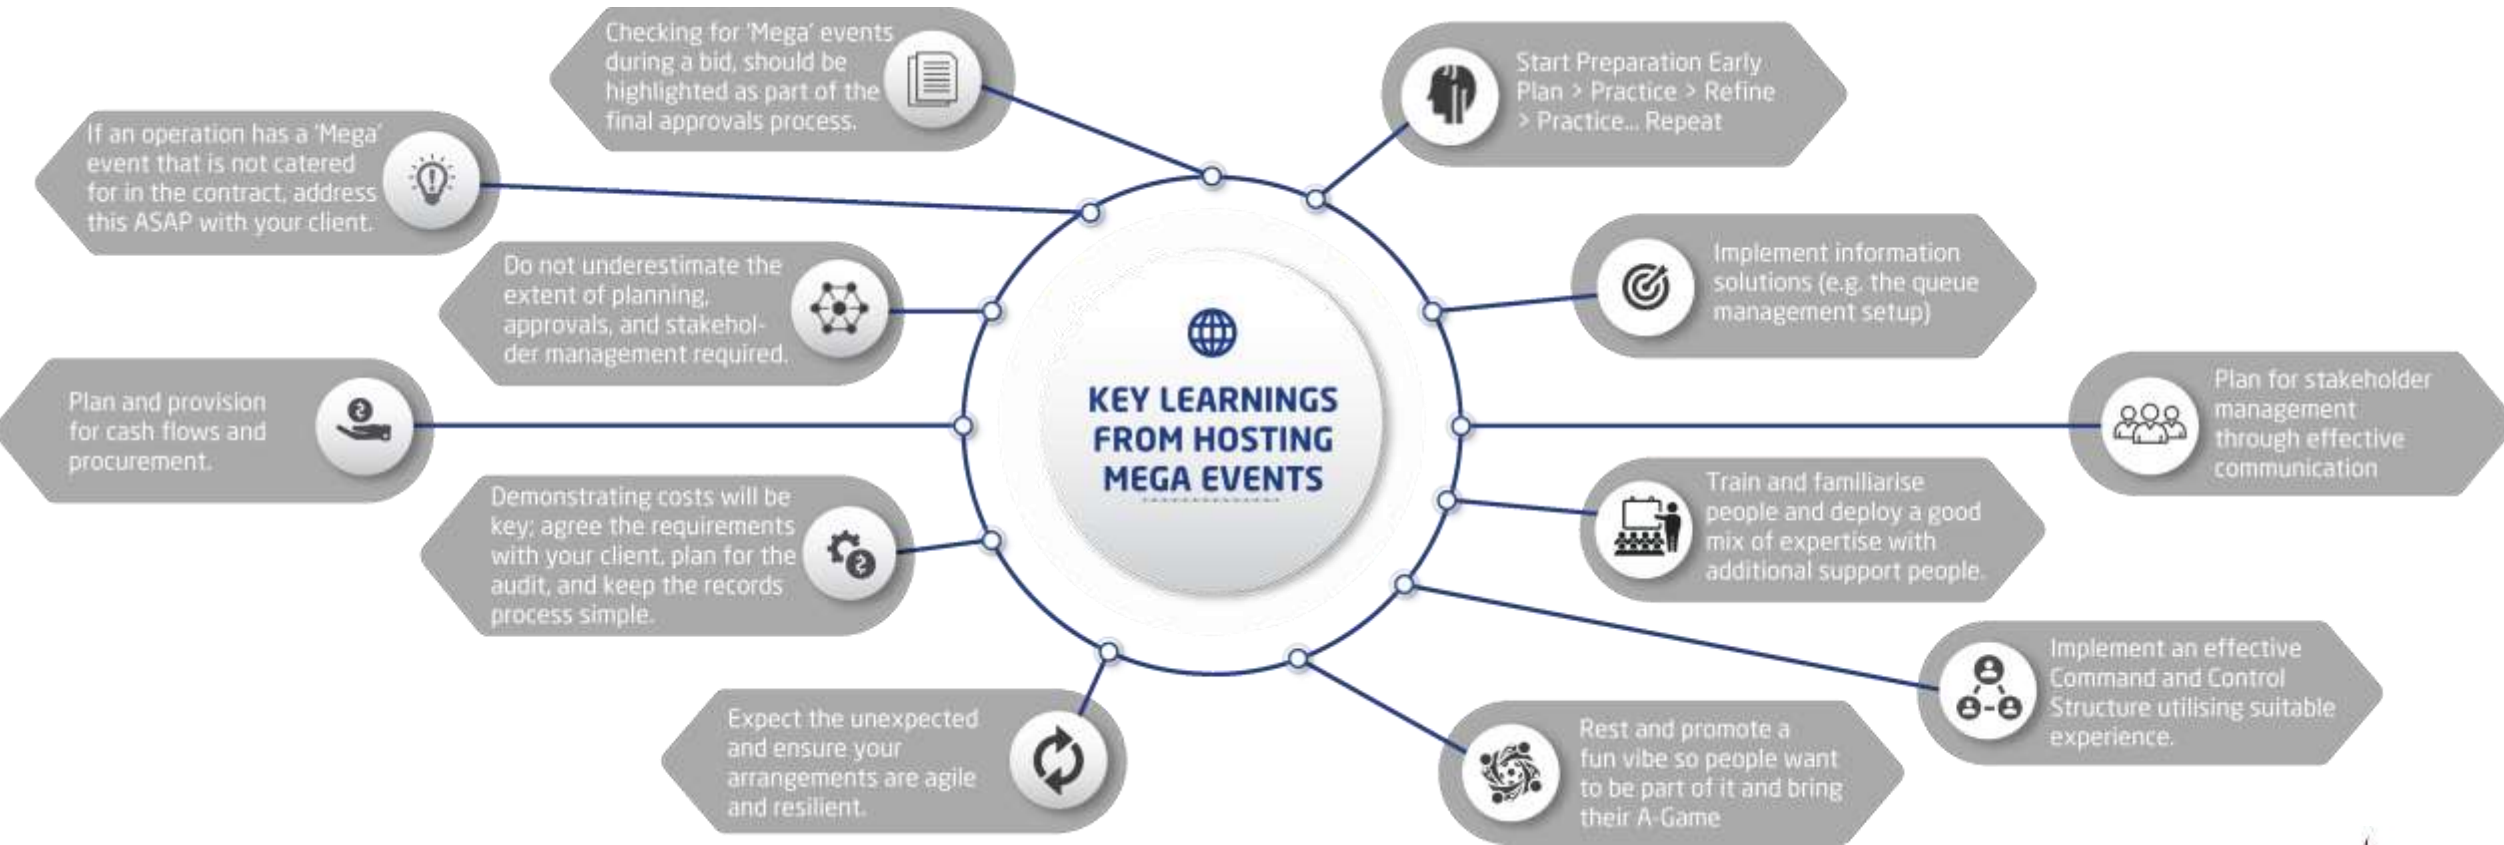 Checking for 'Mega' events
during a bid, should be
highlighted as part of the
final approvals process.
If an operation has a 'Mega'
event that is not catered
for in the contract, address
this ASAP with your client.
Do not underestimate the
extent of planning,
approvals, and stakehol-
der management required.
Plan and provision
for cash flows and
procurement.
Demonstrating costs will be
key; agree the requirements
with your client, plan for the
audit, and keep the records
process simple.
Expect the unexpected
and ensure your
arrangements are agile
and resilient.
KEY LEARNINGS
FROM HOSTING
MEGA EVENTS
Start Preparation Early
Plan > Practice > Refine
> Practice... Repeat
Implement information
solutions (e.g. the queue
management setup)
Plan for stakeholder
management
through effective
communication
Train and familiarise
people and deploy a good
mix of expertise with
additional support people.
Implement an effective
Command and Control
Structure utilising suitable
experience.
Rest and promote a
fun vibe so people want
to be part of it and bring
their A-Game